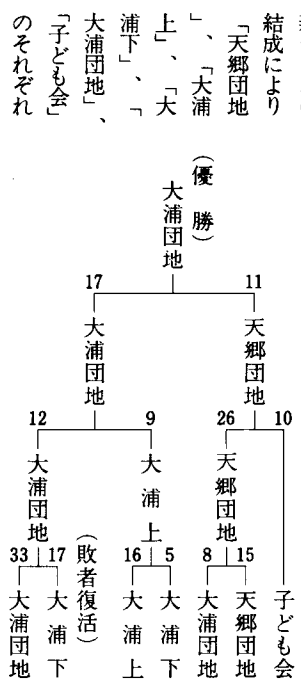 結成により
「天郷団地
」、「大浦
上」、「大
浦下」、「
大浦団地」、
「子ども会」
のそれぞれ
(優勝)
大浦団地
11
17
天郷団地
大浦団地
10
26
9
12
天郷団地
大浦上
大浦団地
(敗者復活)
15
8
5
16
17
33
子ども会
天郷団地
大浦団地
大浦下
大浦上
大浦下
大浦団地